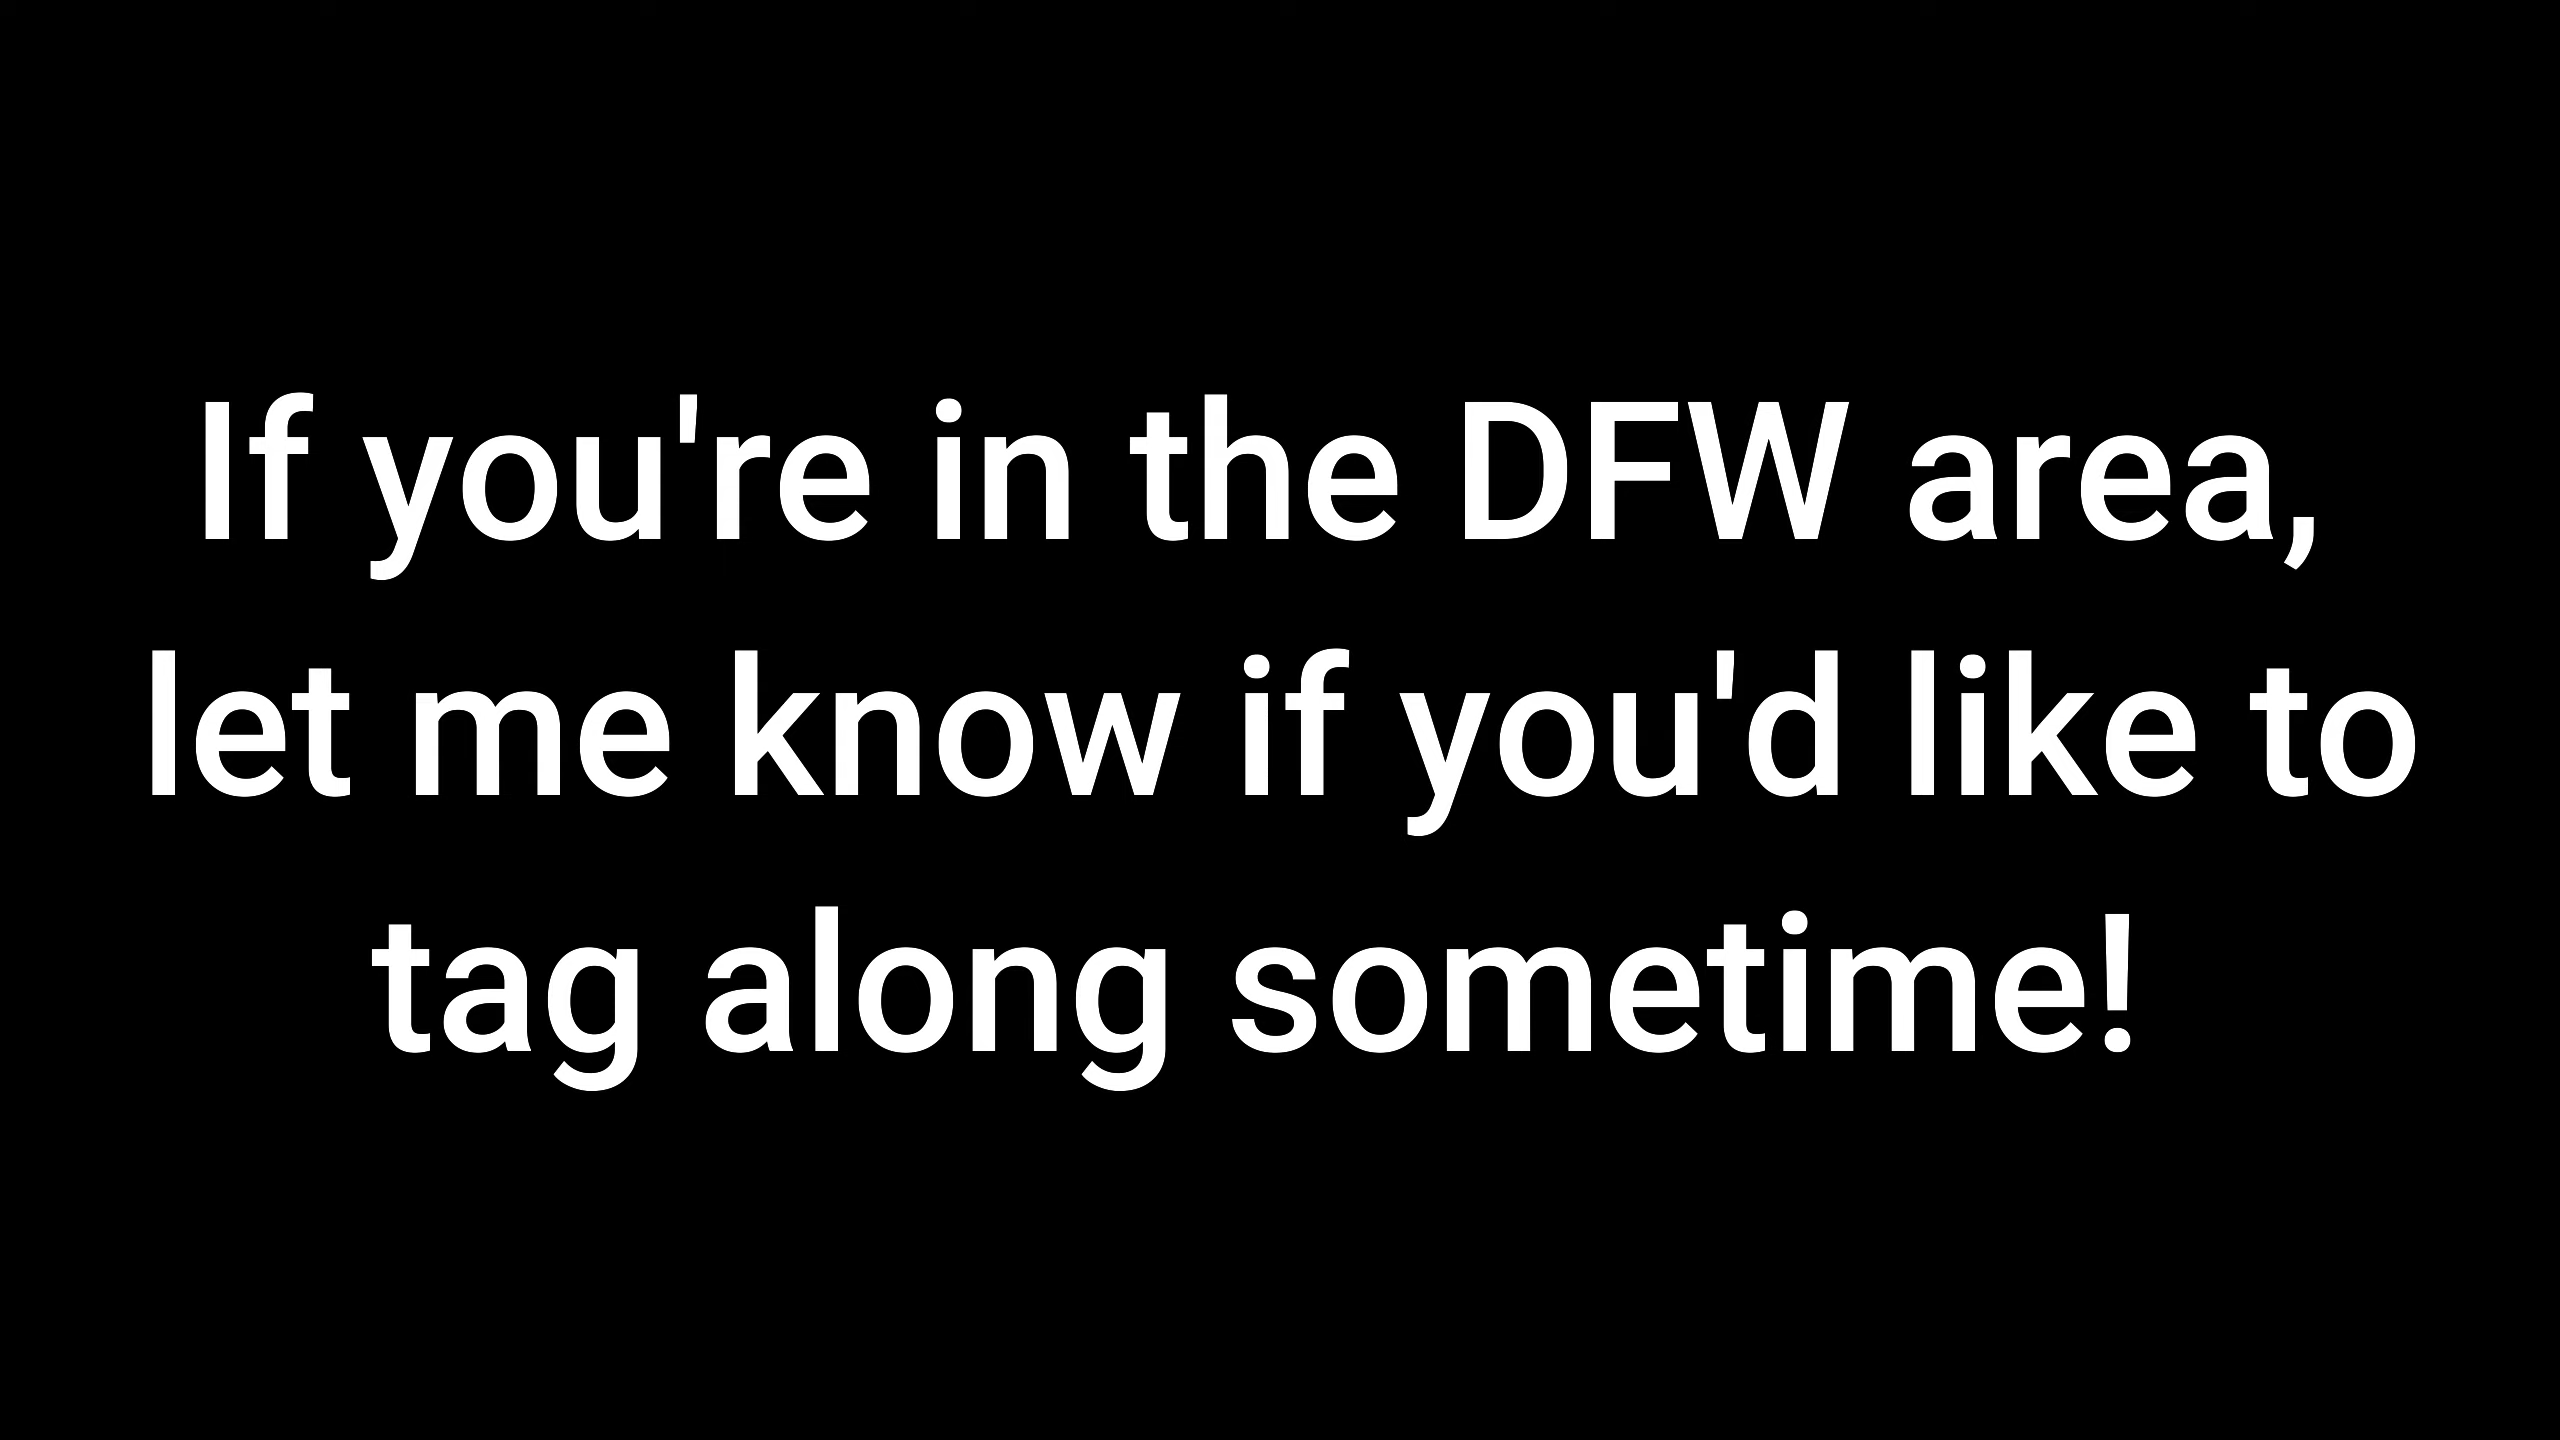 If you're in the DFW area,
let me know if you'd like to
tag along sometime!